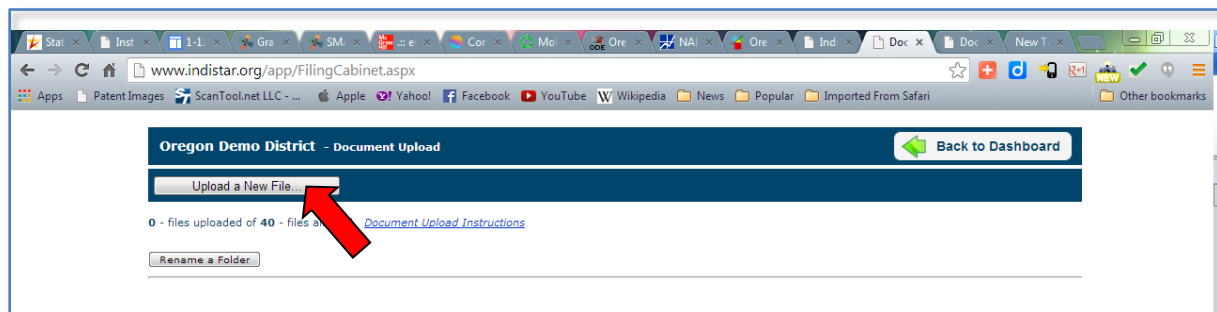 Stat Inst 1-1: Gra SM. .:: e Cor Mol Ore NAI Ore Indi Doc Doc New T
www.indistar.org/app/FilingCabinet.aspx
Apps Patent Images ScanTool.net LLC - ... Apple Yahoo! Facebook YouTube Wikipedia News Popular Imported From Safari Other bookmarks
Oregon Demo District - Document Upload Back to Dashboard
Upload a New File...
0 - files uploaded of 40 - files Document Upload Instructions
Rename a Folder